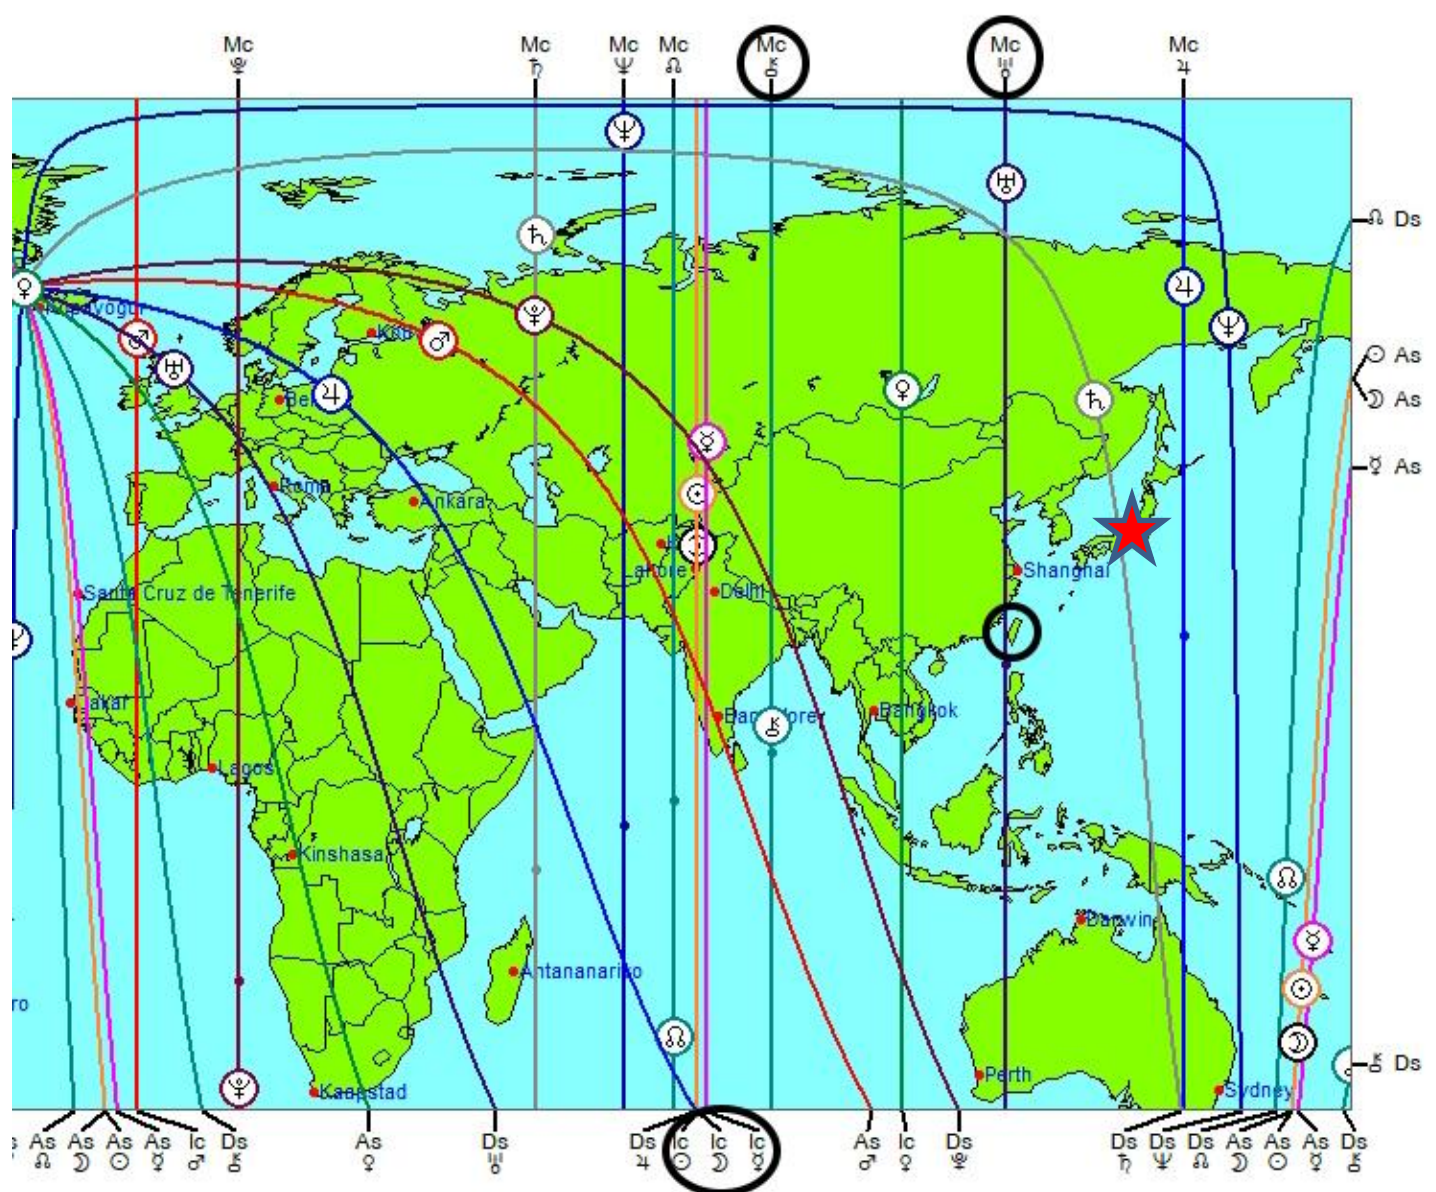 Mc Mc Mc Mc Mc Mc Mc
♇ ♄ ♆ ☊ ⚷ ♅ ♃
☊ Ds
☉ As
☽ As
☿ As
Ankara
Roma
Santa Cruz de Tenerife
Lahore
Delhi
Shanghai
Bangkok
Lagos
Kinshasa
Darwin
Antananarivo
ro
⚷ Ds
Perth
Kaapstad
Sydney
s As As As As Ic Ds As Ds Ds Ic Ic Ic As Ic Ds Ds Ds Ds As As As Ds
☊ ☽ ☉ ☿ ♂ ⚷ ♀ ♅ ♃ ☉ ☽ ☿ ♂ ♀ ♇ ♄ ♆ ☊ ☽ ☉ ☿ ⚷